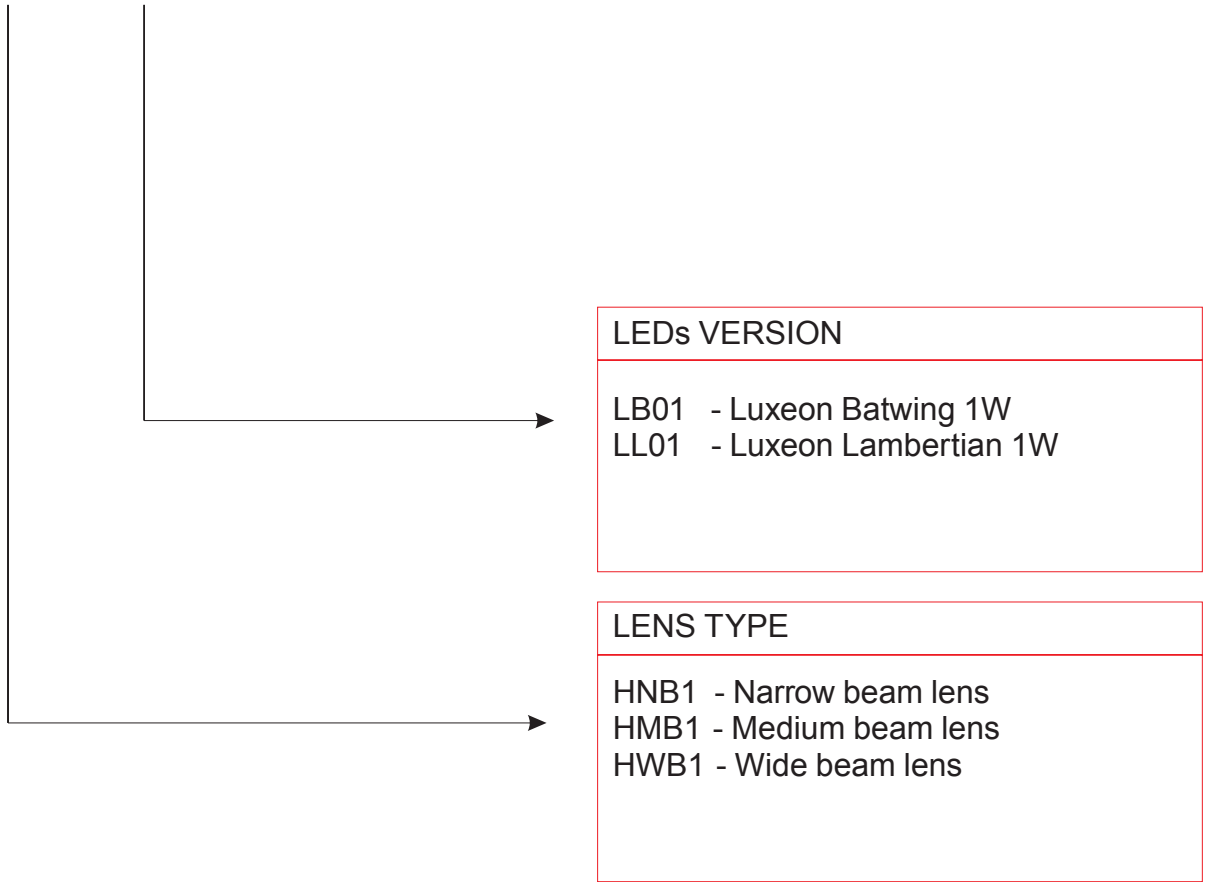 LEDs VERSION
LB01 - Luxeon Batwing 1W
LL01 - Luxeon Lambertian 1W
LENS TYPE
HNB1 - Narrow beam lens
HMB1 - Medium beam lens
HWB1 - Wide beam lens